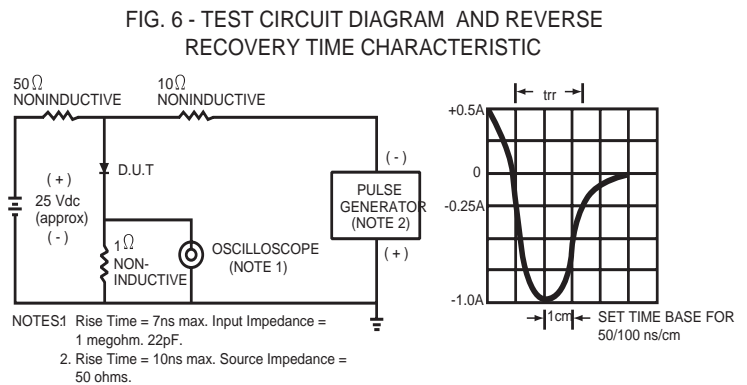 FIG. 6 - TEST CIRCUIT DIAGRAM AND REVERSE
RECOVERY TIME CHARACTERISTIC
50Ω
NONINDUCTIVE
10Ω
NONINDUCTIVE
(+)
25 Vdc
(approx)
(-)
D.U.T
1Ω
NON-
INDUCTIVE
OSCILLOSCOPE
(NOTE 1)
(-)
PULSE
GENERATOR
(NOTE 2)
(+)
trr
+0.5A
0
-0.25A
-1.0A
1cm
SET TIME BASE FOR
50/100 ns/cm
NOTES:1 Rise Time = 7ns max. Input Impedance =
1 megohm. 22pF.
2. Rise Time = 10ns max. Source Impedance =
50 ohms.